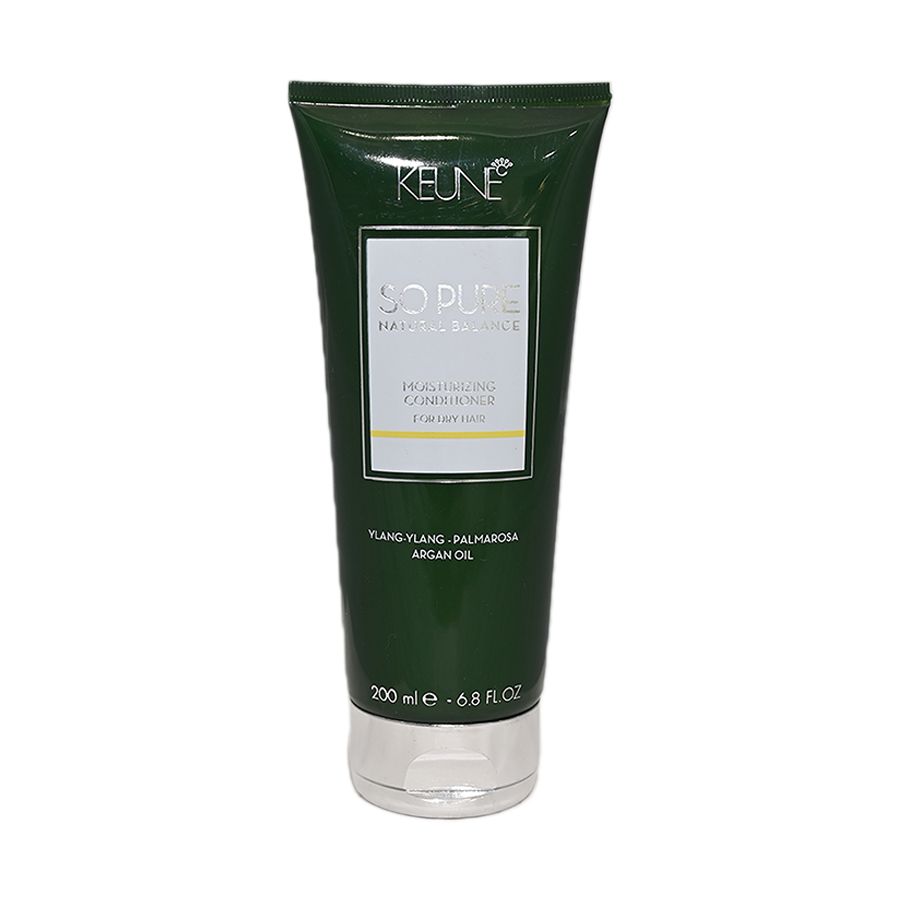 KEUNE
SO PURE
NATURAL BALANCE
MOISTURIZING
CONDITIONER
FOR DRY HAIR
YLANG-YLANG - PALMAROSA
ARGAN OIL
200 ml ℮ - 6.8 FL.OZ